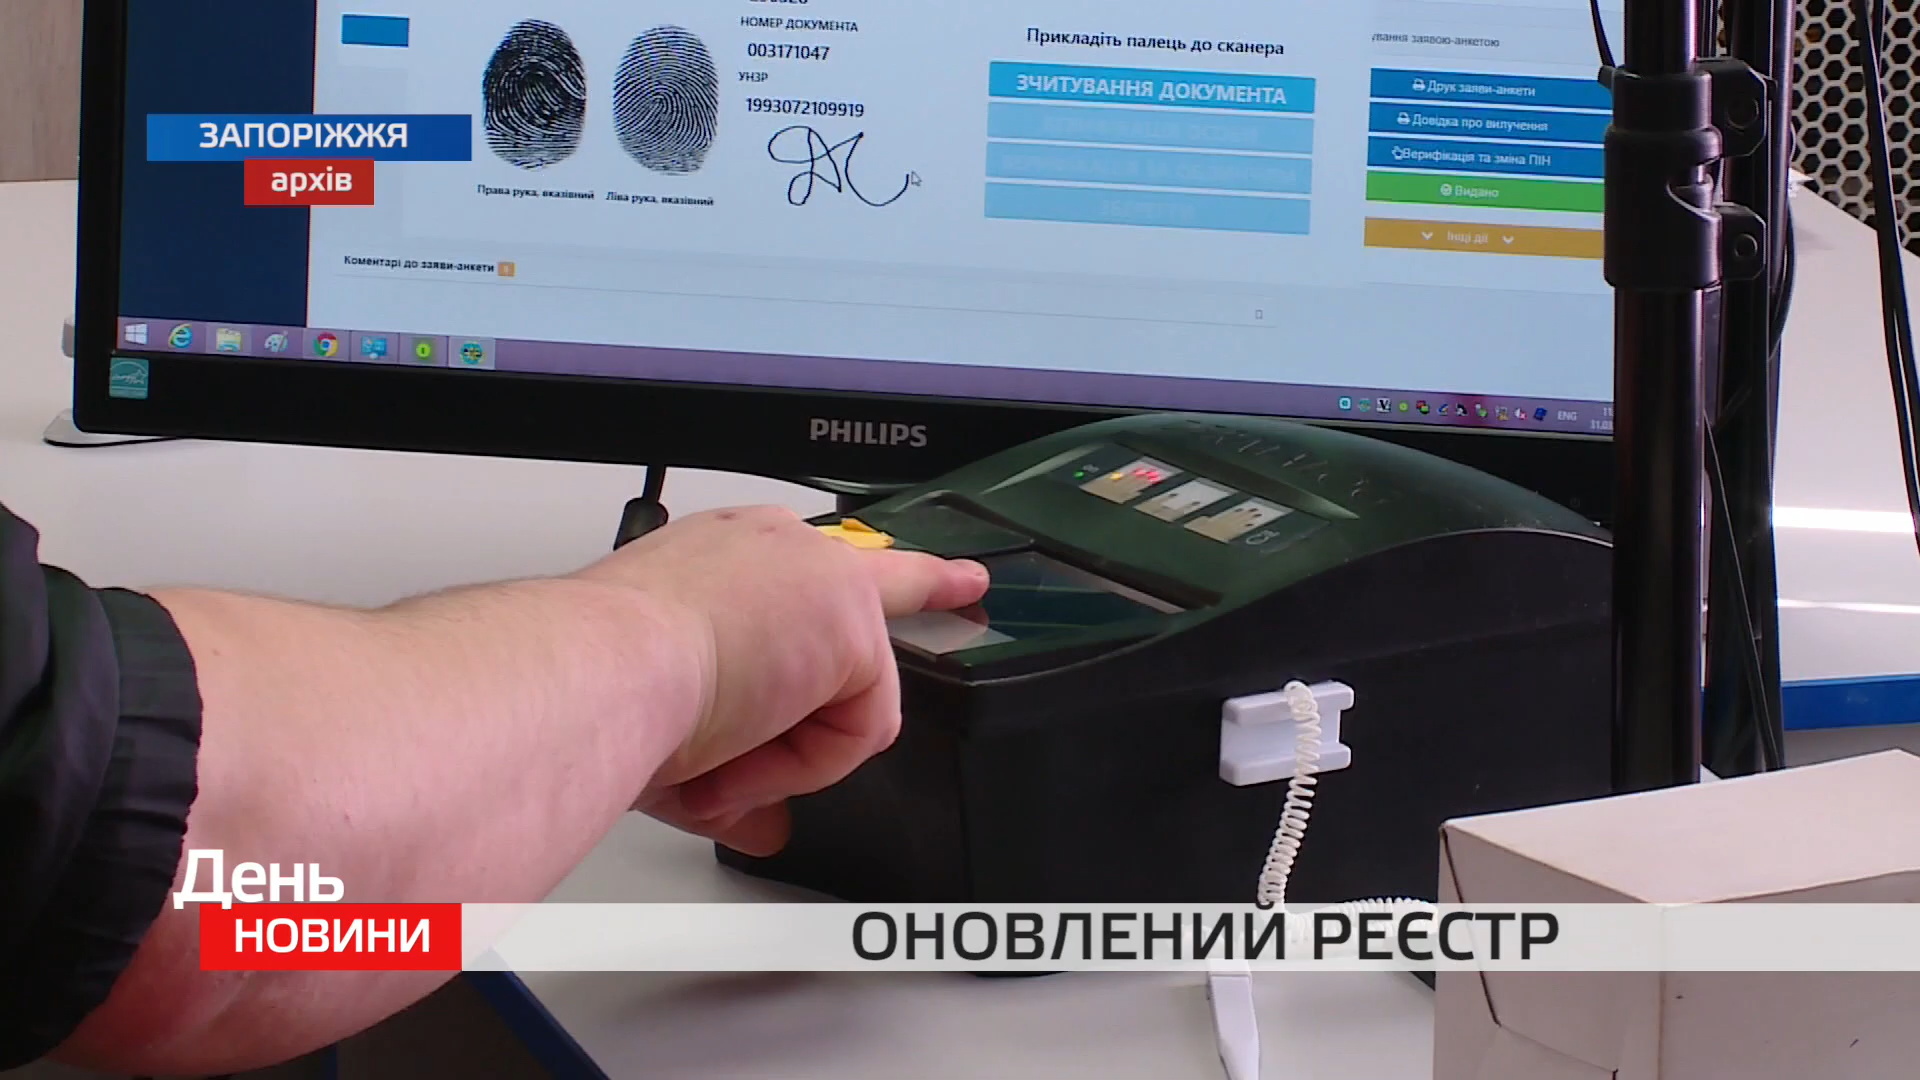 НОМЕР ДОКУМЕНТА
003171047
УНЗР
1993072109919
Права рука, вказівний
Ліва рука, вказівний
Прикладіть палець до сканера
ЗЧИТУВАННЯ ДОКУМЕНТА
заявою-анкетою
Друк заяви-анкети
Довідка про вилучення
Верифікація та зміна ПІН
Видано
Інші дії
Коментарі до заяви-анкети
ENG
PHILIPS
ЗАПОРІЖЖЯ
архів
День
НОВИНИ
ОНОВЛЕНИЙ РЕЄСТР